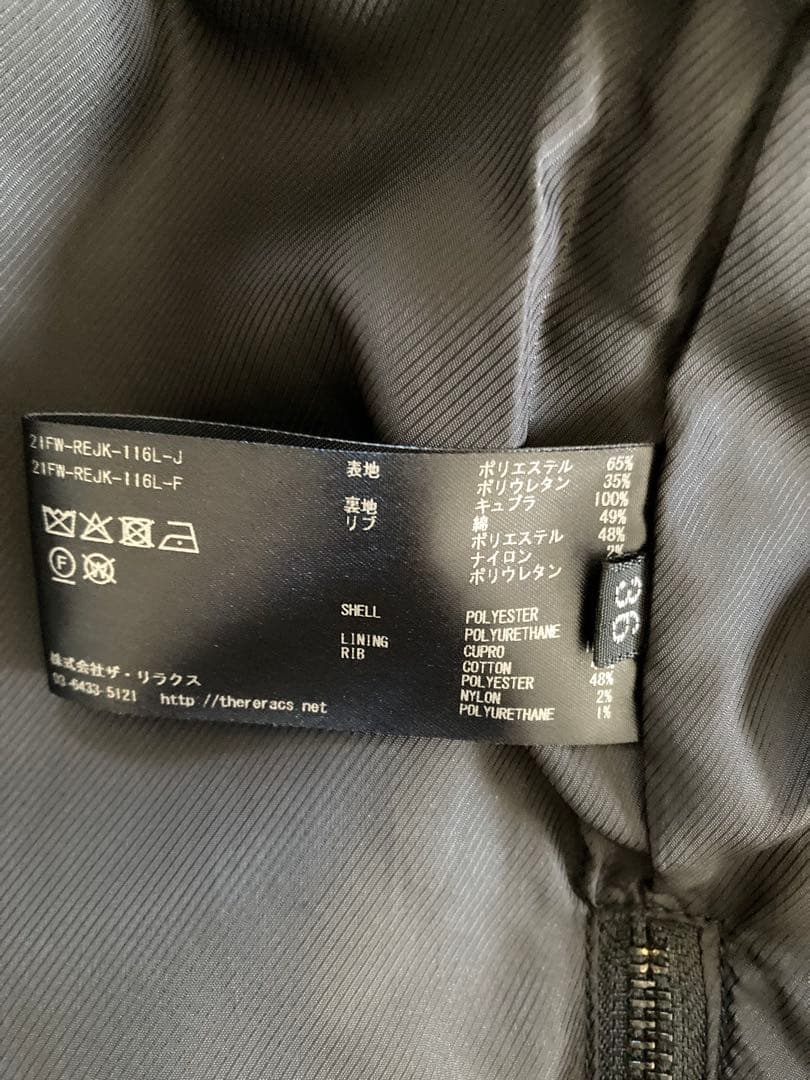 21FW-REJK-116L-J
21FW-REJK-116L-F
表地 ポリエステル 65%
ポリウレタン 35%
裏地 キュプラ 100%
リブ 綿 49%
ポリエステル 48%
ナイロン 2%
ポリウレタン
F
W
36
SHELL POLYESTER
POLYURETHANE
LINING CUPRO
RIB COTTON
POLYESTER 48%
NYLON 2%
POLYURETHANE 1%
株式会社ザ・リラクス
03-6433-5121 http://thereracs.net